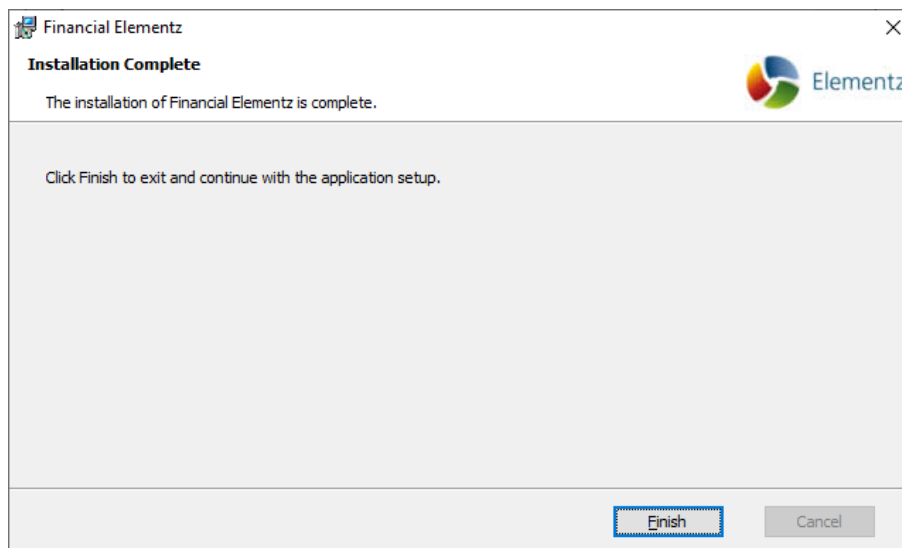 Financial Elementz
Installation Complete
The installation of Financial Elementz is complete.
Elementz
Click Finish to exit and continue with the application setup.
Finish
Cancel